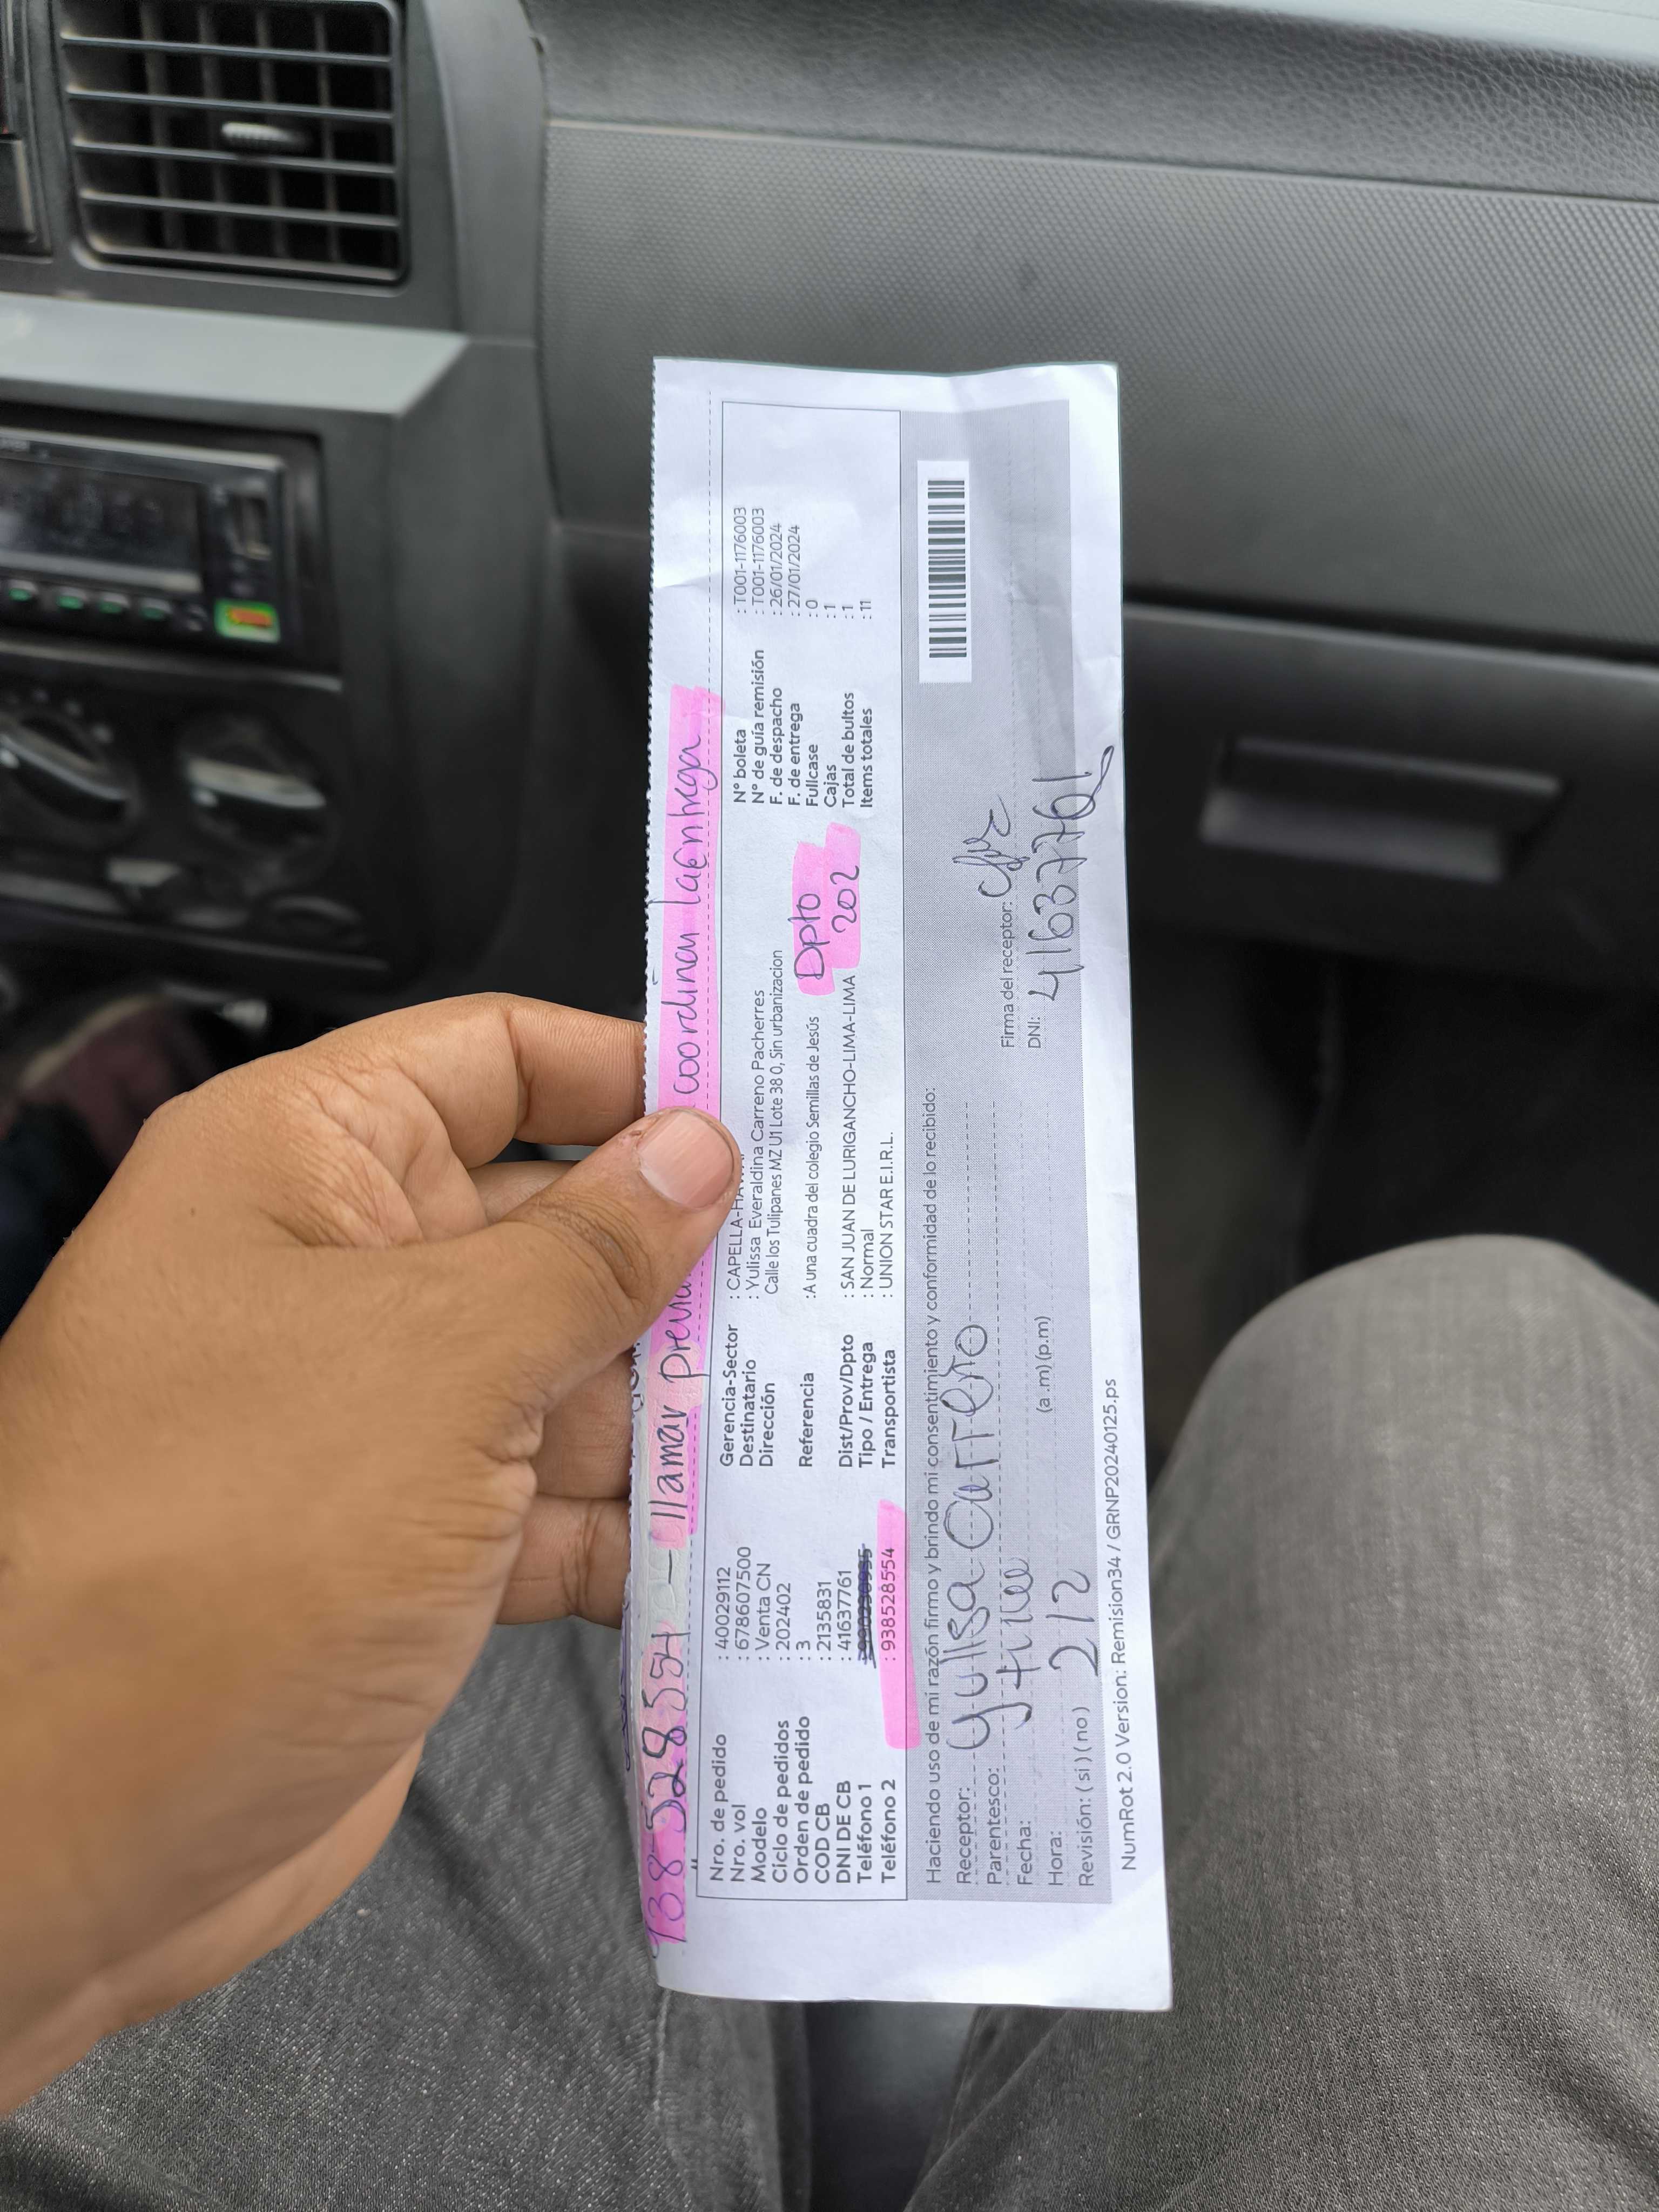 938528554 - llamar previa coordinar la entrega
Nro. de pedido : 40029112
Nro. vol : 678607500
Modelo : Venta CN
Ciclo de pedidos : 202402
Orden de pedido : 3
COD CB : 2135831
DNI DE CB : 41637761
Teléfono 1
Teléfono 2 : 938528554
Gerencia-Sector : CAPELLA-
Destinatario : Yulissa Everaldina Carreno Pacherres
Dirección Calle los Tulipanes MZ U1 Lote 38 0, Sin urbanizacion
Referencia : A una cuadra del colegio Semillas de Jesús
Dpto
202
Dist/Prov/Dpto : SAN JUAN DE LURIGANCHO-LIMA-LIMA
Tipo / Entrega : Normal
Transportista : UNION STAR E.I.R.L.
N° boleta : T001-1176003
N° de guía remisión : T001-1176003
F. de despacho : 26/01/2024
F. de entrega : 27/01/2024
Fullcase : 0
Cajas : 1
Total de bultos : 1
Items totales : 11
Haciendo uso de mi razón firmo y brindo mi consentimiento y conformidad de lo recibido:
Receptor: Yulisa Carreño
Parentesco:
Fecha:
Hora: (a.m) (p.m)
2/2
Revisión: ( si ) ( no )
Firma del receptor:
DNI: 41637761
NumRot 2.0 Version: Remision34 / GRNP20240125.ps